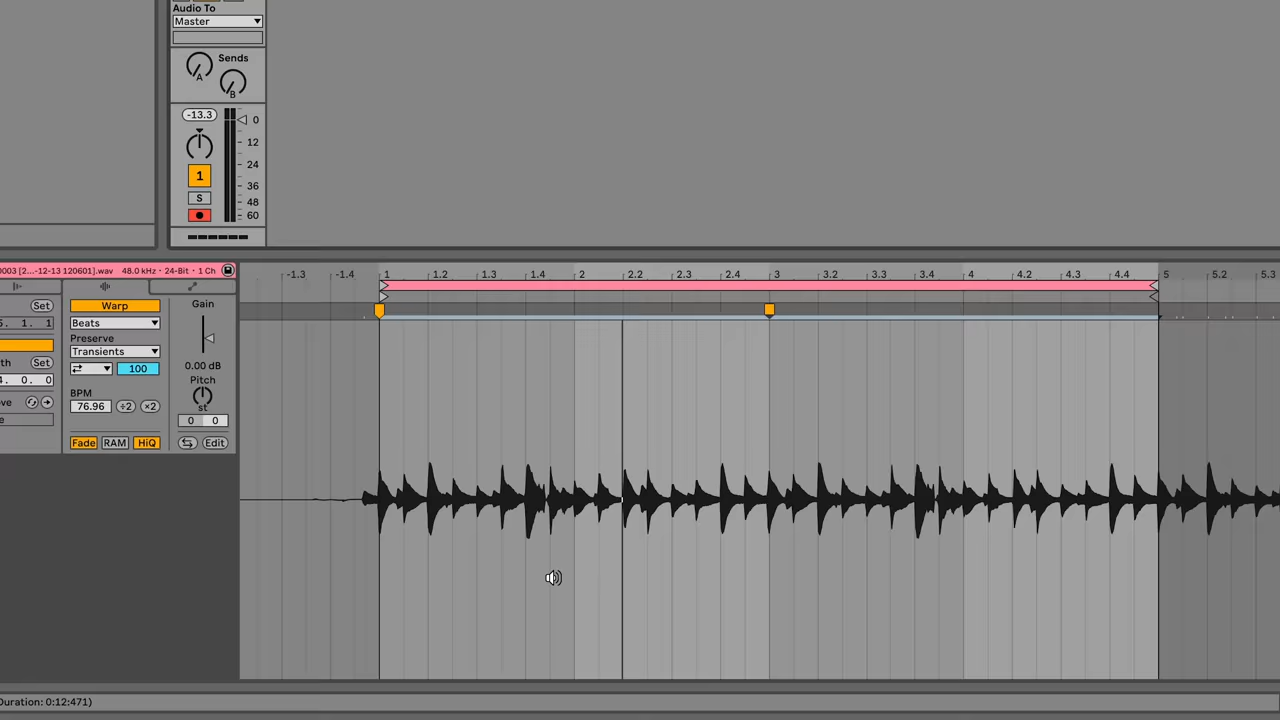 Audio To
Master
Sends
A
B
-13.3
0
12
24
36
48
60
1
S
0003 [2...-12-13 120601].wav 48.0 kHz · 24-Bit · 1 Ch
Set
5. 1. 1
th Set
4. 0. 0
ve
e
Warp
Beats
Preserve
Transients
100
BPM
76.96 ÷2 ×2
Fade RAM HiQ
Gain
0.00 dB
Pitch
st
0 0
Edit
-1.3 -1.4 1 1.2 1.3 1.4 2 2.2 2.3 2.4 3 3.2 3.3 3.4 4 4.2 4.3 4.4 5 5.2 5.3
Duration: 0:12:471)